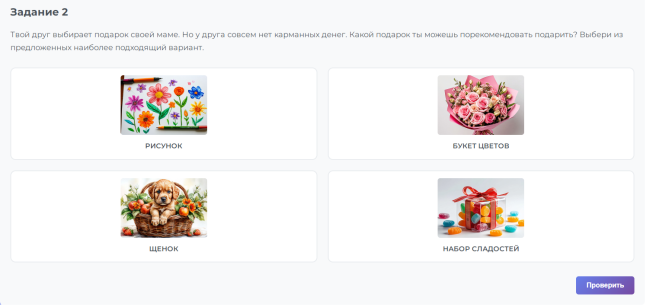 Задание 2
Твой друг выбирает подарок своей маме. Но у друга совсем нет карманных денег. Какой подарок ты можешь порекомендовать подарить? Выбери из
предложенных наиболее подходящий вариант.
РИСУНОК
БУКЕТ ЦВЕТОВ
ЩЕНОК
НАБОР СЛАДОСТЕЙ
Проверить